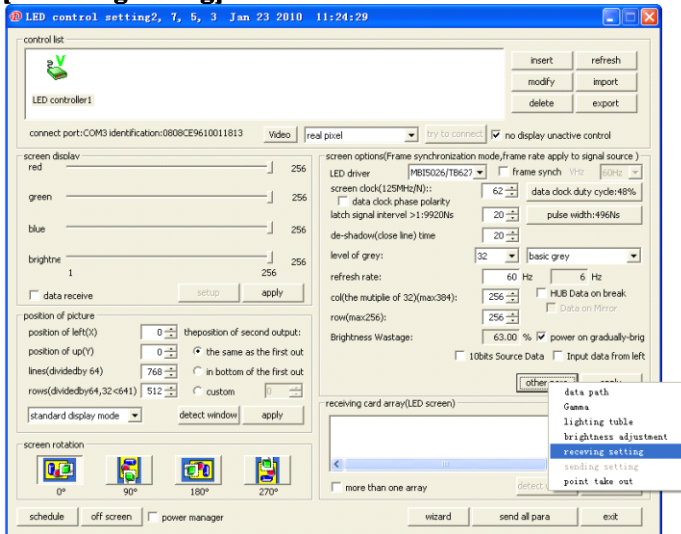 LED control setting2, 7, 5, 3 Jan 23 2010 11:24:29
control list
LED controller1
insert refresh
modify import
delete export
connect port:COM3 identification:0808CE9610011813 Video real pixel try to connect no display unactive control
screen display
red 256
green 256
blue 256
brightne 256
1 256
data receive setup apply
position of picture
position of left(X) 0 theposition of second output:
position of up(Y) 0 the same as the first out
lines(dividedby 64) 768 in bottom of the first out
rows(dividedby64,32<641) 512 custom 0
standard display mode detect window apply
screen rotation
0° 90° 180° 270°
screen options(Frame synchronization mode,frame rate apply to signal source )
LED driver MBI5026/TB627 frame synch VHz 60Hz
screen clock(125MHz/N):: 62 data clock duty cycle:48%
data clock phase polarity
latch signal intervel >1:9920Ns 20 pulse width:496Ns
de-shadow(close line) time 20
level of grey: 32 basic grey
refresh rate: 60 Hz 6 Hz
col(the mutiplie of 32)(max384): 256 HUB Data on break
Data on Mirror
row(max256): 256
Brightness Wastage: 63.00 % power on gradually-brig
10bits Source Data Input data from left
data path
Gamma
lighting tuble
brightness adjustment
receving setting
sending setting
point take out
receiving card array(LED screen)
more than one array
schedule off screen power manager wizard send all para exit